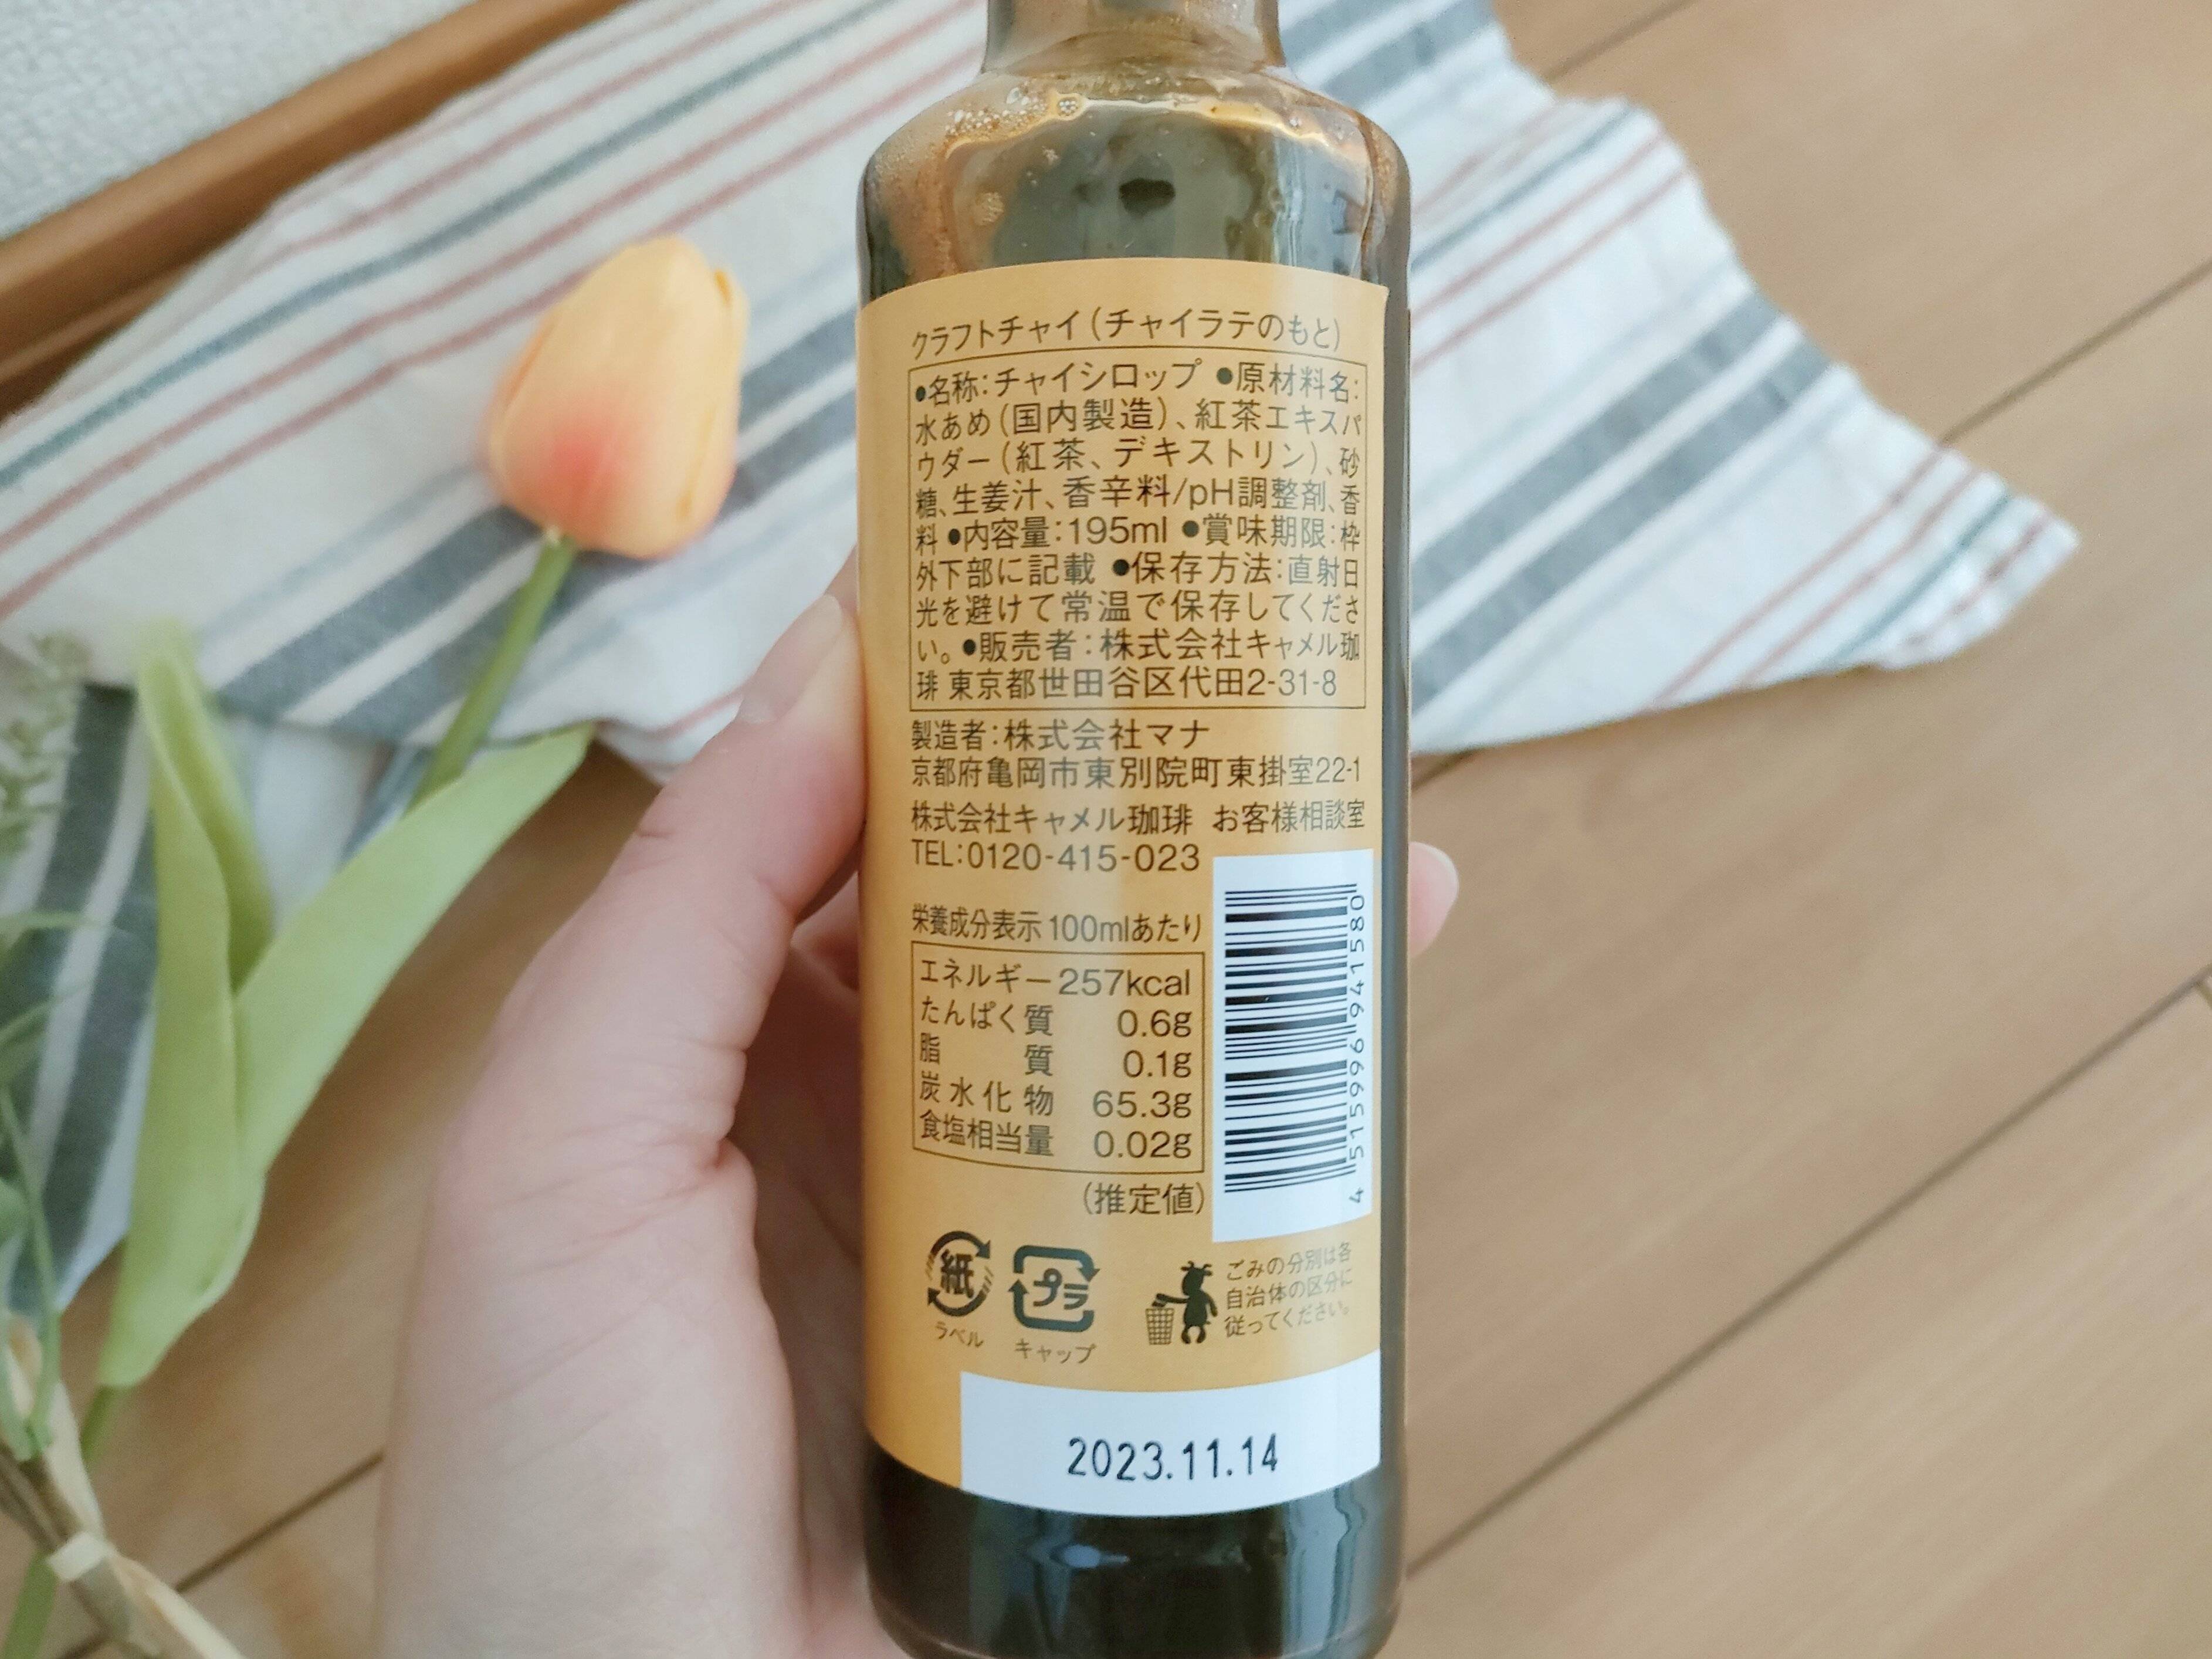 クラフトチャイ(チャイラテのもと)
●名称:チャイシロップ ●原材料名:
水あめ(国内製造)、紅茶エキスパ
ウダー(紅茶、デキストリン)、砂
糖、生姜汁、香辛料/pH調整剤、香
料 ●内容量:195ml ●賞味期限:枠
外下部に記載 ●保存方法:直射日
光を避けて常温で保存してくださ
い。●販売者:株式会社キャメル珈
琲 東京都世田谷区代田2-31-8
製造者:株式会社マナ
京都府亀岡市東別院町東掛室22-1
株式会社キャメル珈琲 お客様相談室
TEL:0120-415-023
栄養成分表示 100mlあたり
エネルギー 257kcal
たんぱく質 0.6g
脂質 0.1g
炭水化物 65.3g
食塩相当量 0.02g
(推定値)
4 515996 941580
紙
ラベル
プラ
キャップ
ごみの分別は各
自治体の区分に
従ってください。
2023.11.14